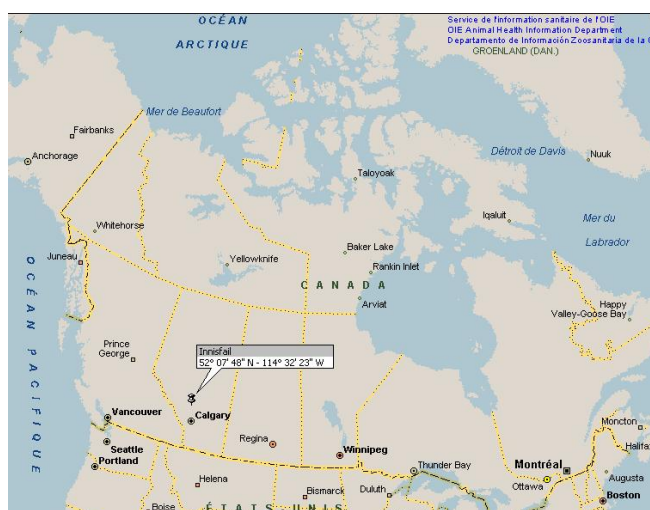 OCÉAN
ARCTIQUE
Service de l'information sanitaire de l'OIE
OIE Animal Health Information Department
Departamento de Información Zoosanitaria de la
GROENLAND (DAN.)
Mer de Beaufort
Fairbanks
Anchorage
Détroit de Davis
Nuuk
Taloyoak
Iqaluit
Mer du
Labrador
Whitehorse
Juneau
Yellowknife
Baker Lake
Rankin Inlet
CANADA
Arviat
Happy
Valley-Goose Bay
OCÉAN PACIFIQUE
Prince
George
Innisfail
52° 07' 48" N - 114° 32' 23" W
Vancouver
Calgary
Seattle
Portland
Regina
Winnipeg
Thunder Bay
Montréal
Ottawa
Moncton
Halifa
Augusta
Boston
Helena
Bismarck
Duluth
Boise
ÉTATS UNIS